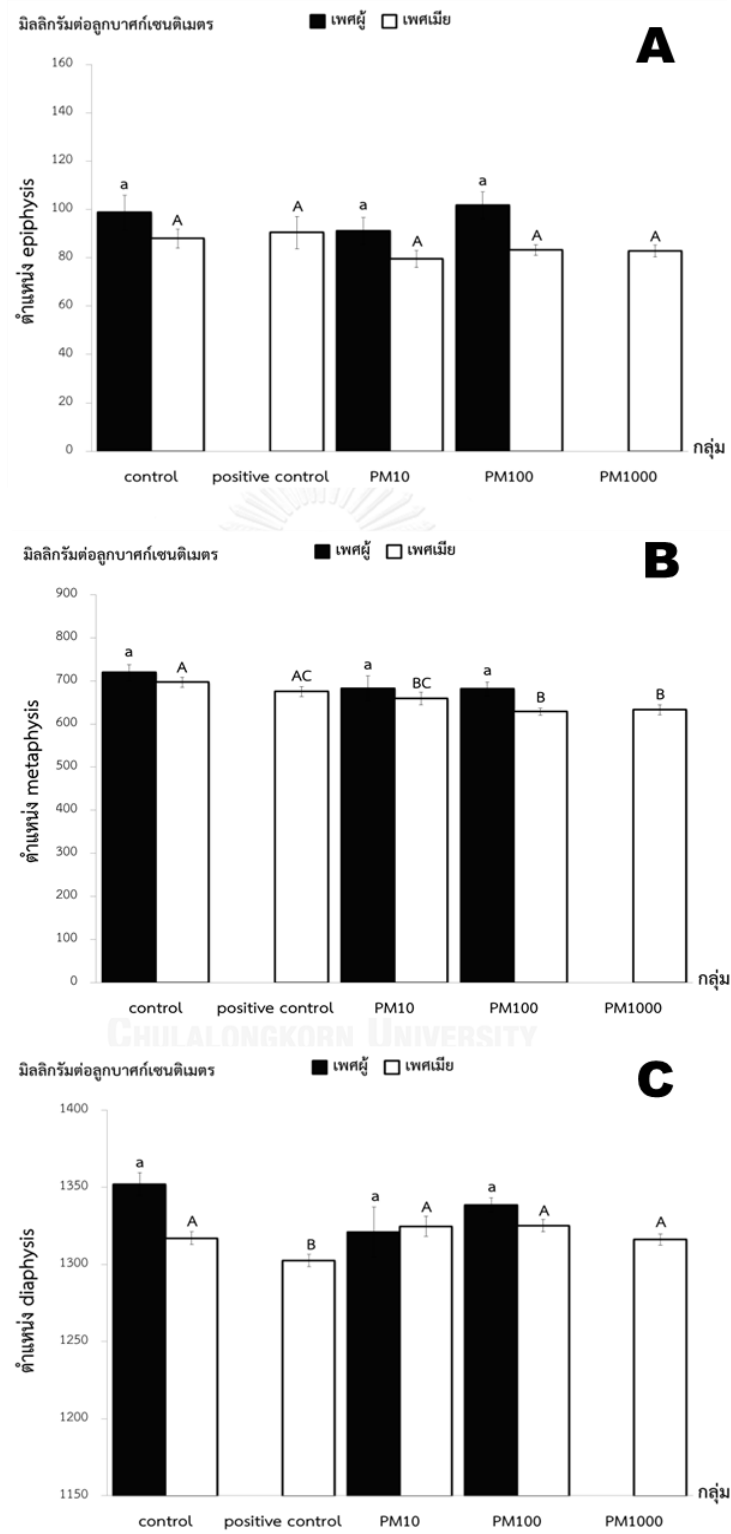 มิลลิกรัมต่อลูกบาศก์เซนติเมตร
เพศผู้ เพศเมีย
A
ตำแหน่ง epiphysis
160
140
120
100
80
60
40
20
0
a A A a A a A A
กลุ่ม
control positive control PM10 PM100 PM1000
มิลลิกรัมต่อลูกบาศก์เซนติเมตร
เพศผู้ เพศเมีย
B
ตำแหน่ง metaphysis
900
800
700
600
500
400
300
200
100
0
a A AC a BC a B B
กลุ่ม
control positive control PM10 PM100 PM1000
CHULALONGKORN UNIVERSITY
มิลลิกรัมต่อลูกบาศก์เซนติเมตร
เพศผู้ เพศเมีย
C
ตำแหน่ง diaphysis
1400
1350
1300
1250
1200
1150
a A B a A a A A
กลุ่ม
control positive control PM10 PM100 PM1000